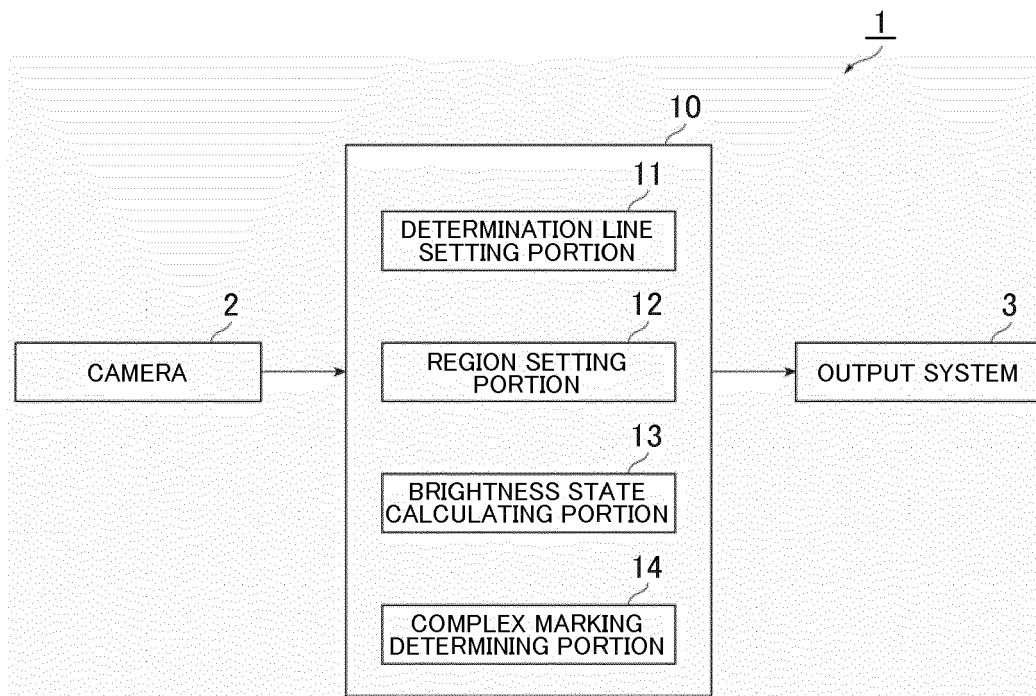 1
10
11
DETERMINATION LINE
SETTING PORTION
2
CAMERA
12
REGION SETTING
PORTION
3
OUTPUT SYSTEM
13
BRIGHTNESS STATE
CALCULATING PORTION
14
COMPLEX MARKING
DETERMINING PORTION